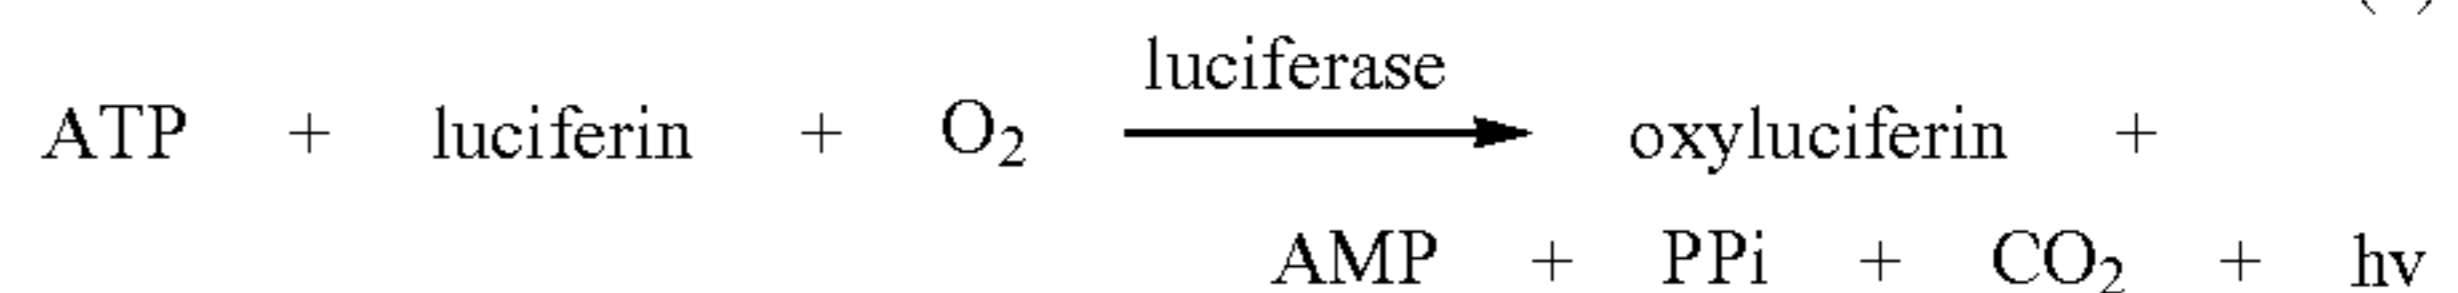 luciferase
ATP + luciferin + O₂ → oxyluciferin +
AMP + PPi + CO₂ + hν